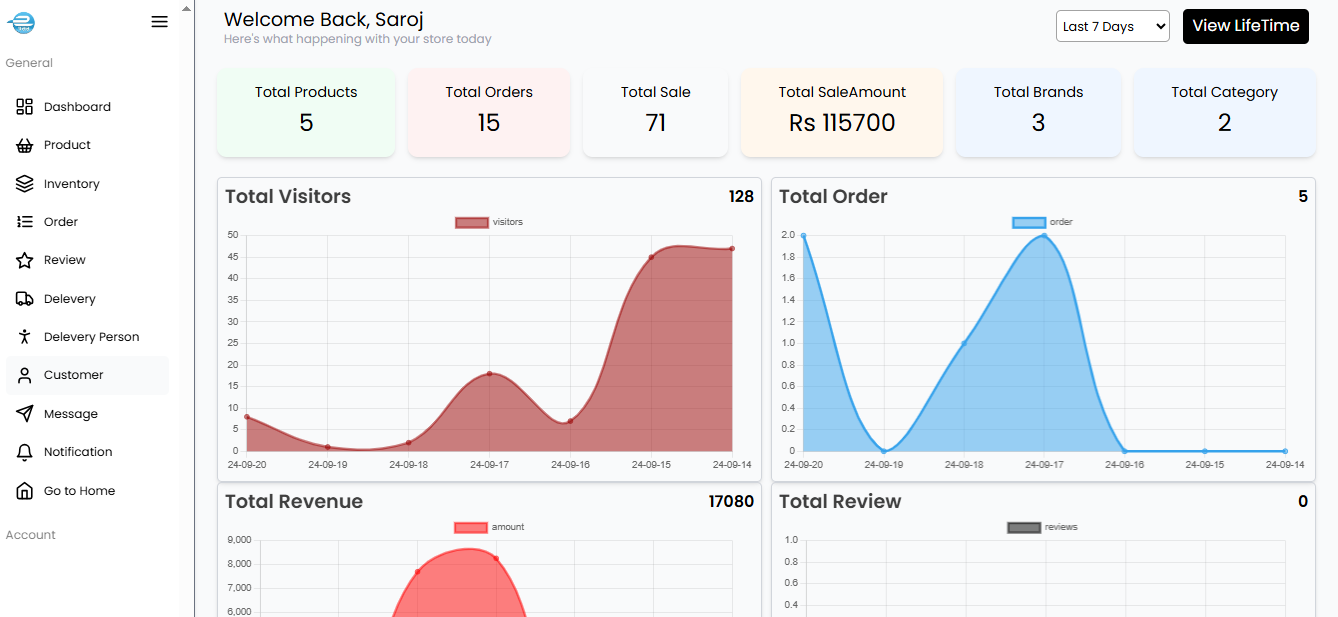 Welcome Back, Saroj
Here's what happening with your store today
Last 7 Days
View LifeTime
General
Dashboard
Product
Inventory
Order
Review
Delevery
Delevery Person
Customer
Message
Notification
Go to Home
Account
Total Products
5
Total Orders
15
Total Sale
71
Total SaleAmount
Rs 115700
Total Brands
3
Total Category
2
Total Visitors
128
visitors
50
45
40
35
30
25
20
15
10
5
0
24-09-20 24-09-19 24-09-18 24-09-17 24-09-16 24-09-15 24-09-14
Total Order
5
order
2.0
1.8
1.6
1.4
1.2
1.0
0.8
0.6
0.4
0.2
0
24-09-20 24-09-19 24-09-18 24-09-17 24-09-16 24-09-15 24-09-14
Total Revenue
17080
amount
9,000
8,000
7,000
6,000
Total Review
0
reviews
1.0
0.8
0.6
0.4